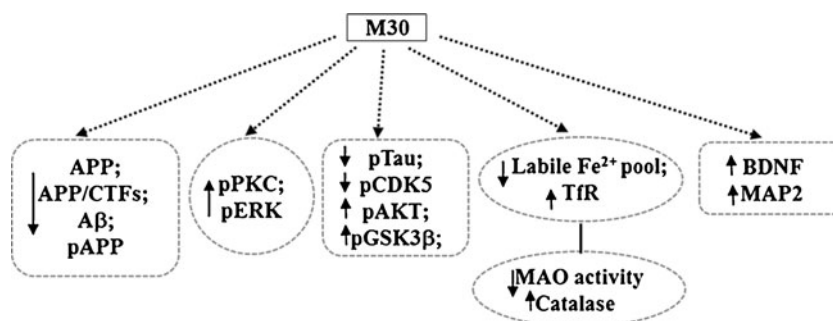 M30
APP;
APP/CTFs;
Aβ;
pAPP
pPKC;
pERK
pTau;
pCDK5
pAKT;
pGSK3β;
Labile Fe²⁺ pool;
TfR
MAO activity
Catalase
BDNF
MAP2